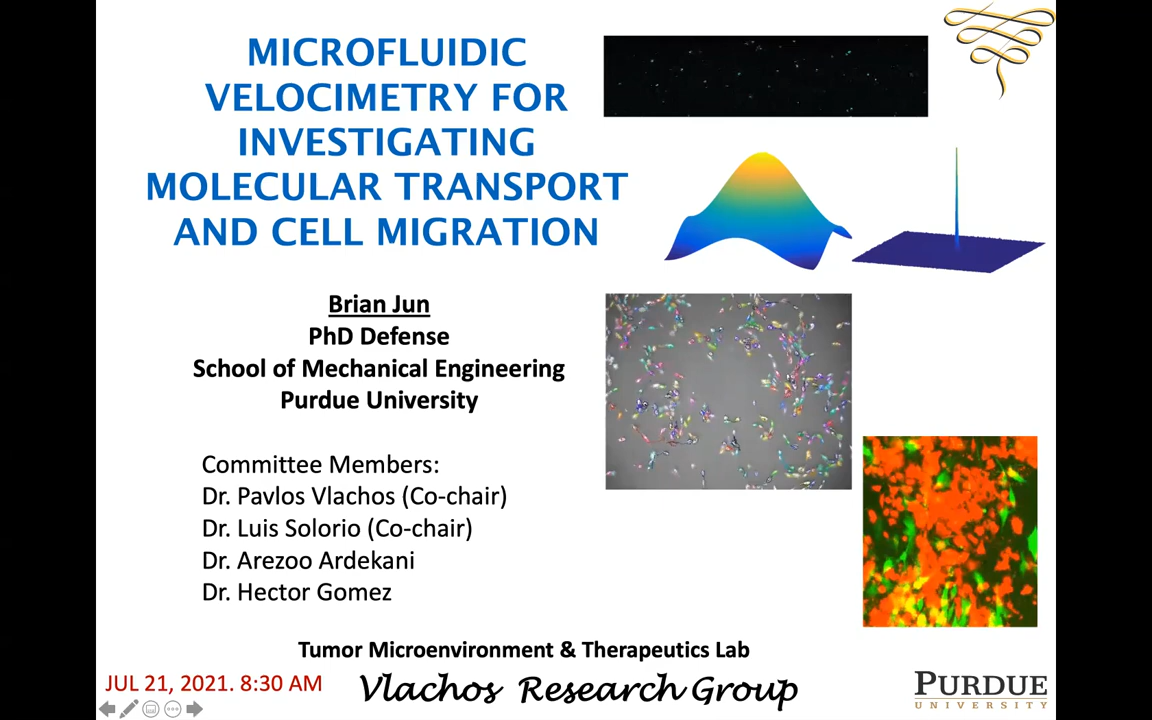 MICROFLUIDIC
VELOCIMETRY FOR
INVESTIGATING
MOLECULAR TRANSPORT
AND CELL MIGRATION
Brian Jun
PhD Defense
School of Mechanical Engineering
Purdue University
Committee Members:
Dr. Pavlos Vlachos (Co-chair)
Dr. Luis Solorio (Co-chair)
Dr. Arezoo Ardekani
Dr. Hector Gomez
Tumor Microenvironment & Therapeutics Lab
JUL 21, 2021. 8:30 AM
Vlachos Research Group
PURDUE
UNIVERSITY